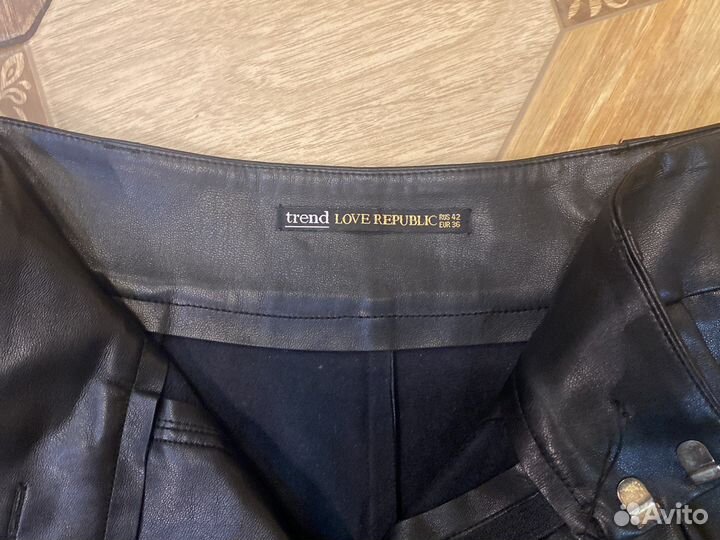 trend LOVE REPUBLIC RUS 42
EUR 36
Avito